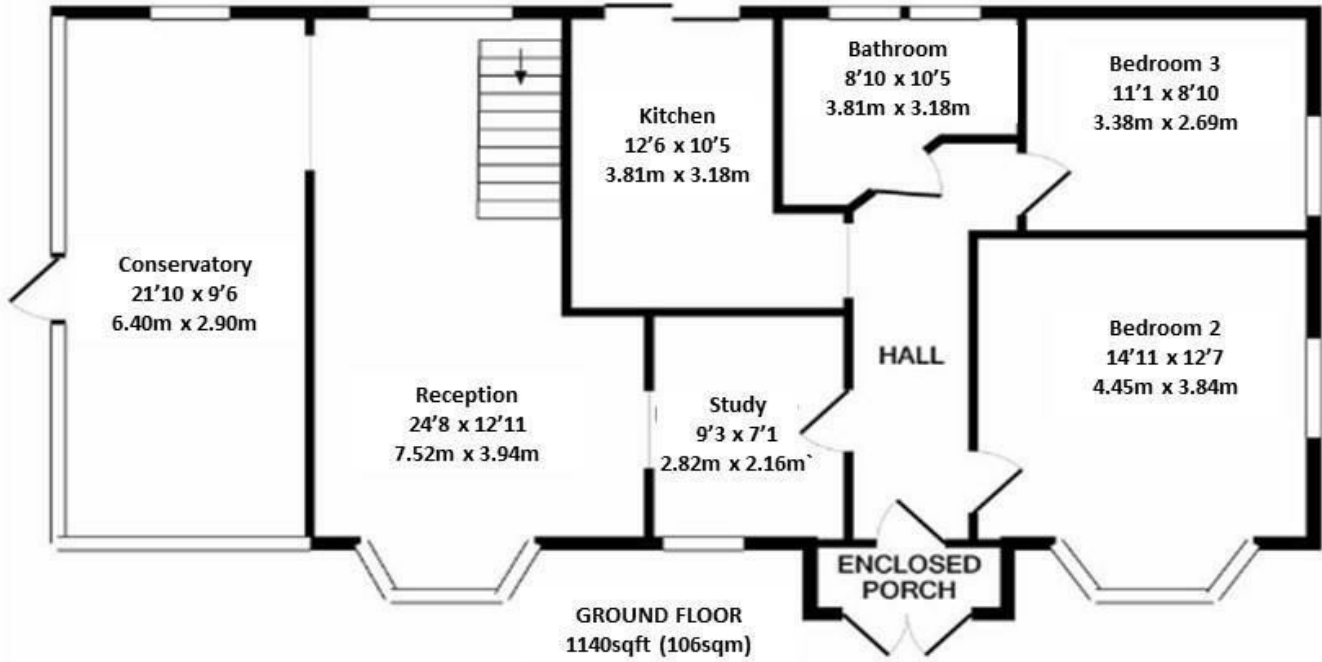 Conservatory
21'10 x 9'6
6.40m x 2.90m
Reception
24'8 x 12'11
7.52m x 3.94m
Kitchen
12'6 x 10'5
3.81m x 3.18m
Study
9'3 x 7'1
2.82m x 2.16m`
Bathroom
8'10 x 10'5
3.81m x 3.18m
HALL
Bedroom 3
11'1 x 8'10
3.38m x 2.69m
Bedroom 2
14'11 x 12'7
4.45m x 3.84m
ENCLOSED
PORCH
GROUND FLOOR
1140sqft (106sqm)